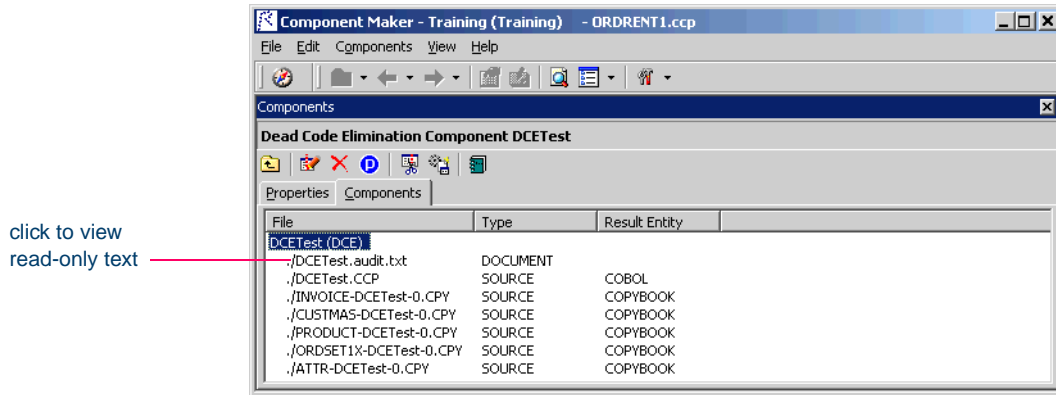 Component Maker - Training (Training) - ORDRENT1.ccp
File Edit Components View Help
Components
Dead Code Elimination Component DCETest
Properties Components
File Type Result Entity
DCETest (DCE)
click to view
read-only text
./DCETest.audit.txt DOCUMENT
./DCETest.CCP SOURCE COBOL
./INVOICE-DCETest-0.CPY SOURCE COPYBOOK
./CUSTMAS-DCETest-0.CPY SOURCE COPYBOOK
./PRODUCT-DCETest-0.CPY SOURCE COPYBOOK
./ORDSET1X-DCETest-0.CPY SOURCE COPYBOOK
./ATTR-DCETest-0.CPY SOURCE COPYBOOK